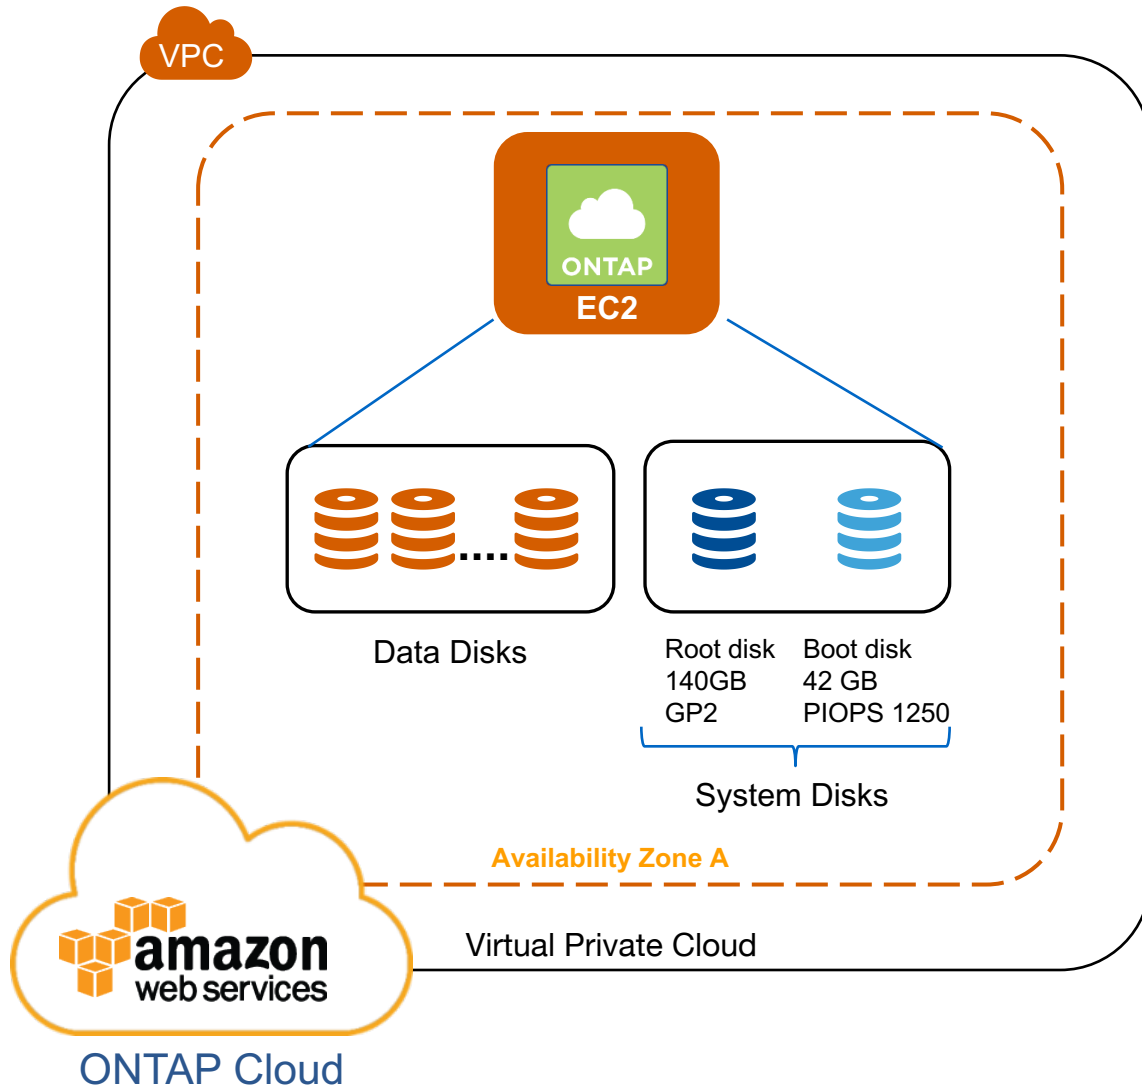 VPC
ONTAP
EC2
....
Data Disks
Root disk
140GB
GP2
Boot disk
42 GB
PIOPS 1250
System Disks
Availability Zone A
Virtual Private Cloud
amazon
web services
ONTAP Cloud